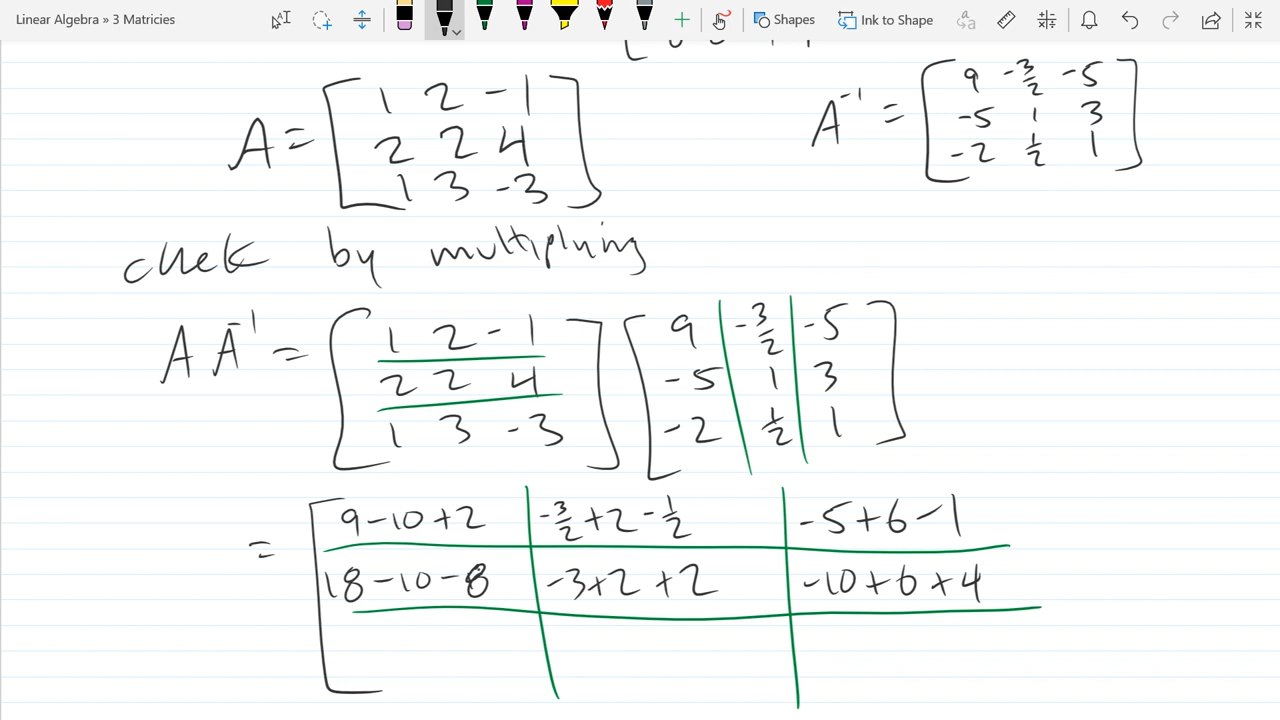 Linear Algebra » 3 Matricies
Shapes
Ink to Shape
A = [ 1 2 -1
2 2 4
1 3 -3 ]
A⁻¹ = [ 9 -3/2 -5
-5 1 3
-2 1/2 1 ]
chek by multiplying
A A⁻¹ = [ 1 2 -1
2 2 4
1 3 -3 ]
[ 9 -3/2 -5
-5 1 3
-2 1/2 1 ]
= [ 9-10+2 -3/2+2-1/2 -5+6-1
18-10-8 -3+2+2 -10+6+4